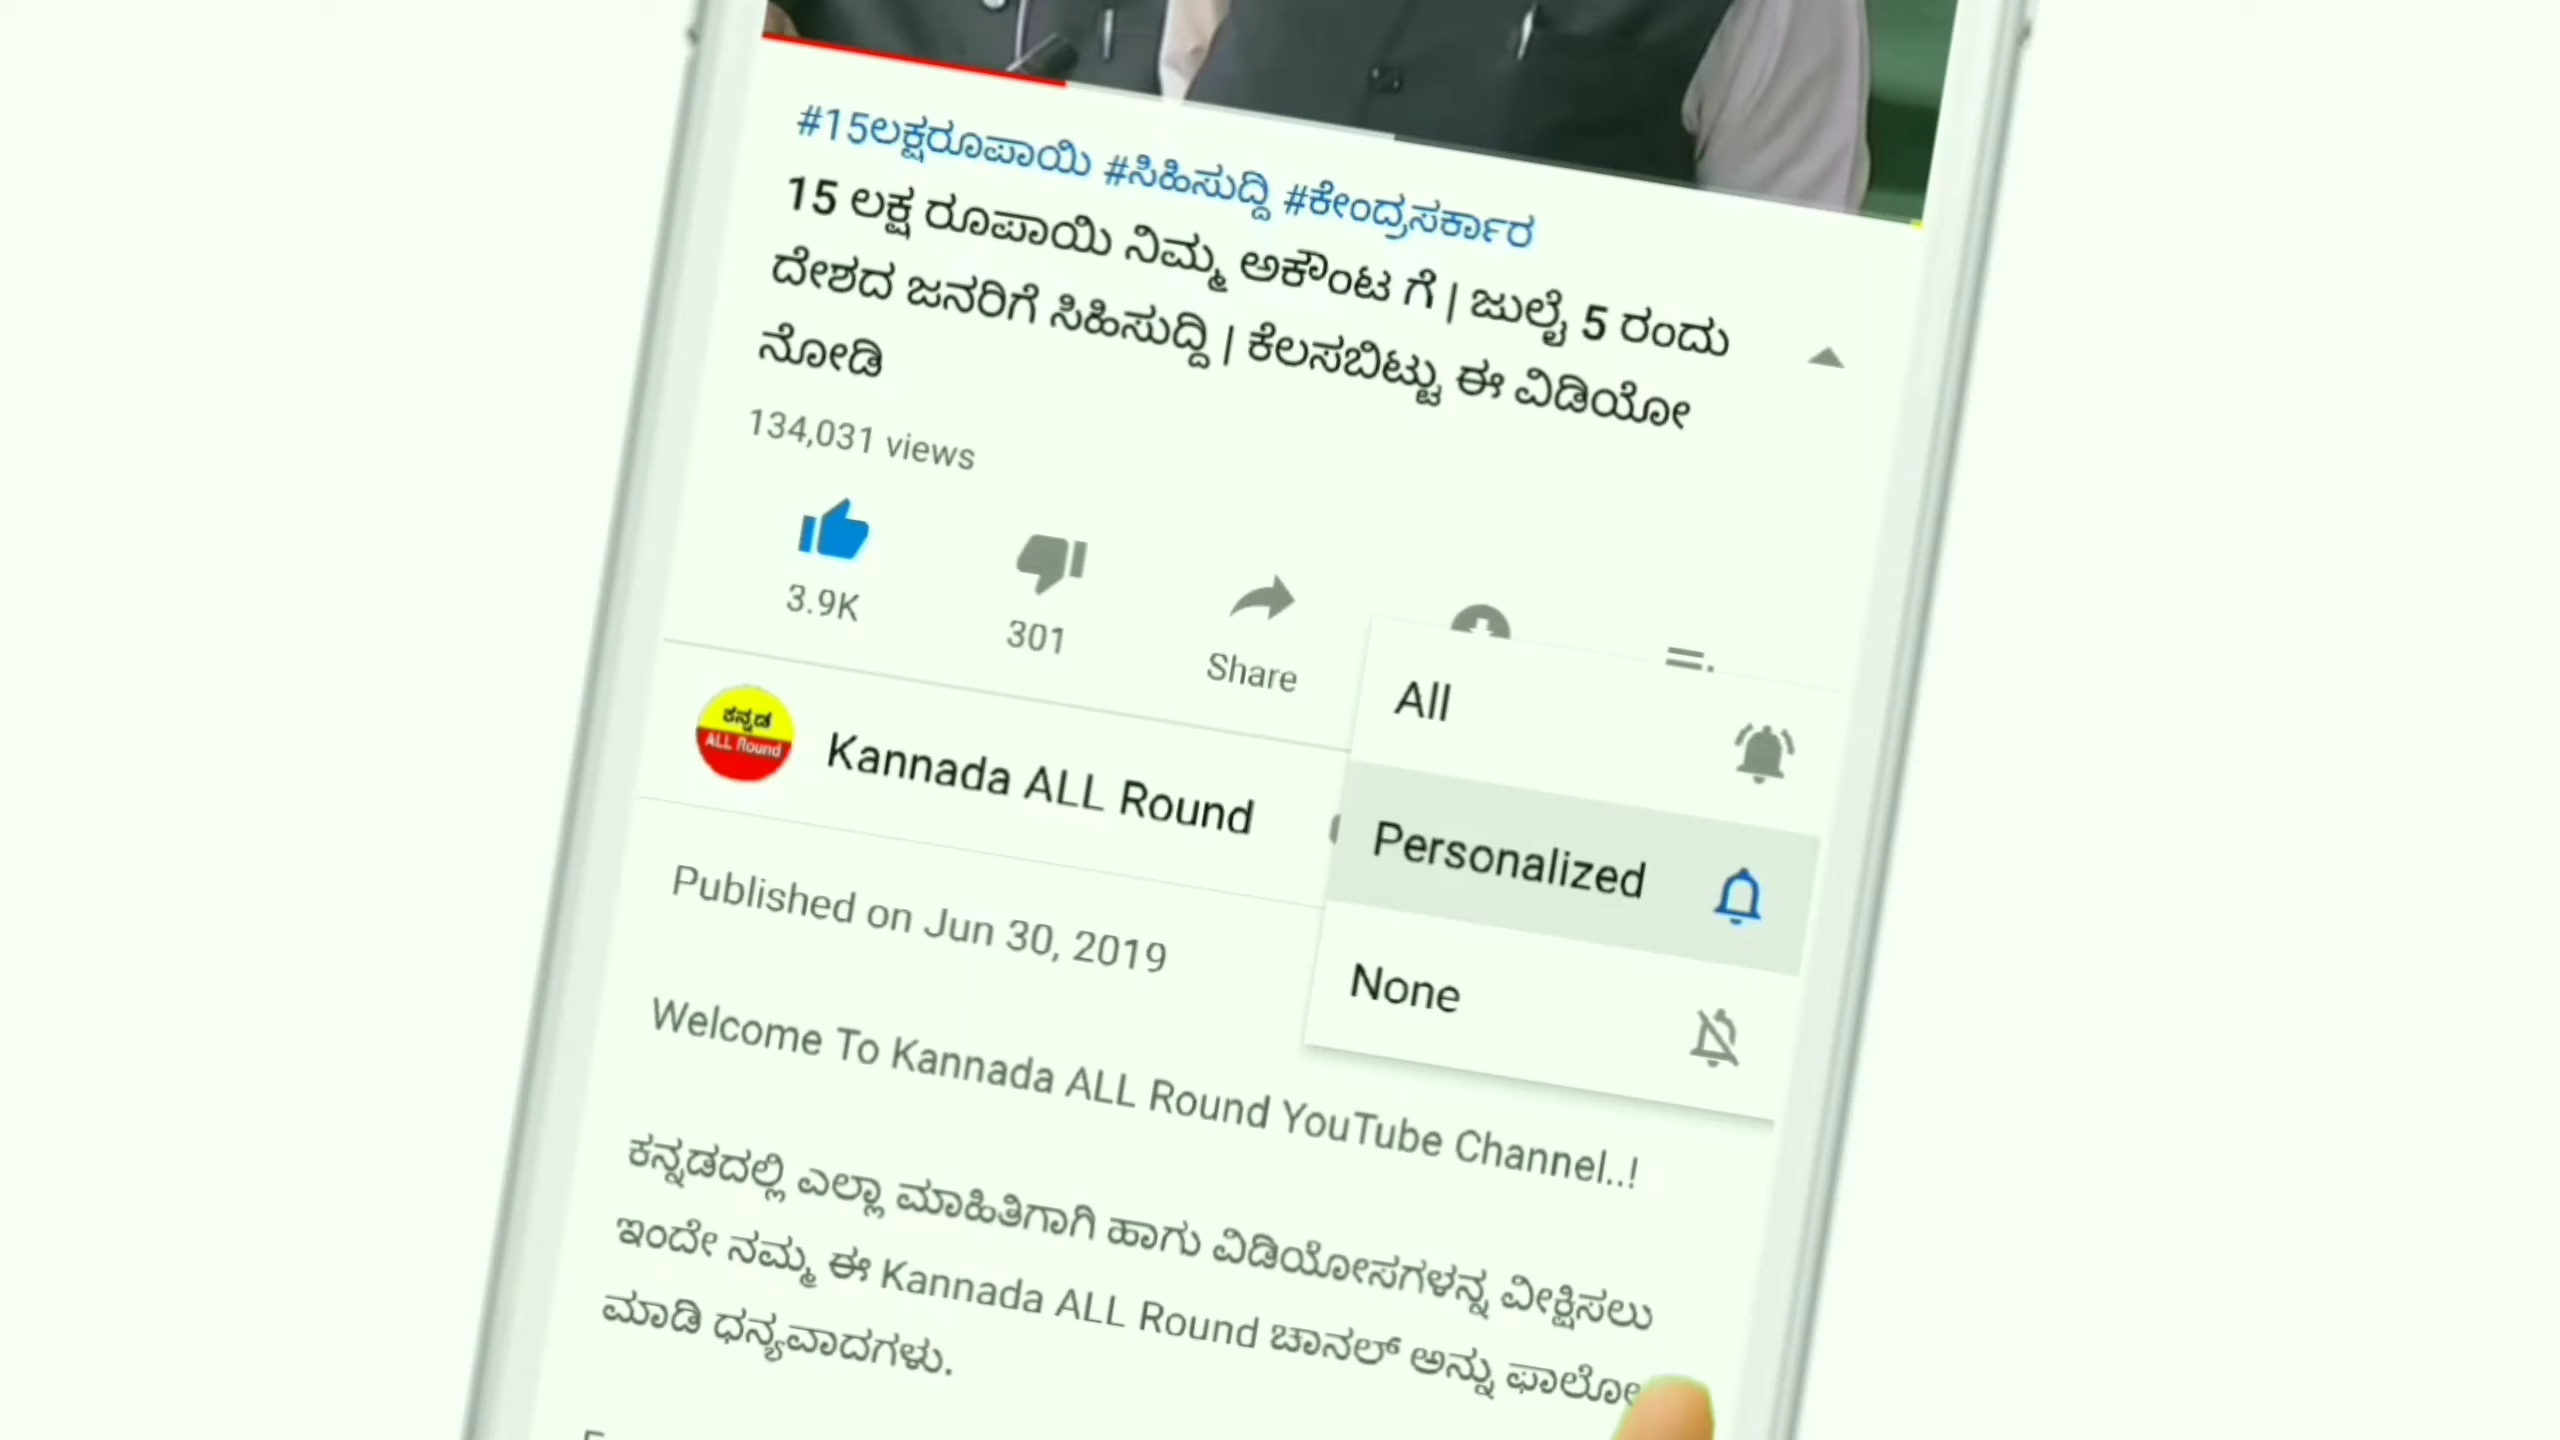 #15ಲಕ್ಷರೂಪಾಯಿ #ಸಿಹಿಸುದ್ದಿ #ಕೇಂದ್ರಸರ್ಕಾರ
15 ಲಕ್ಷ ರೂಪಾಯಿ ನಿಮ್ಮ ಅಕೌಂಟ ಗೆ | ಜುಲೈ 5 ರಂದು
ದೇಶದ ಜನರಿಗೆ ಸಿಹಿಸುದ್ದಿ | ಕೆಲಸಬಿಟ್ಟು ಈ ವಿಡಿಯೋ
ನೋಡಿ
134,031 views
3.9K
301
Share
All
ಕನ್ನಡ
ALL Round
Kannada ALL Round
Personalized
Published on Jun 30, 2019
None
Welcome To Kannada ALL Round YouTube Channel..!
ಕನ್ನಡದಲ್ಲಿ ಎಲ್ಲಾ ಮಾಹಿತಿಗಾಗಿ ಹಾಗು ವಿಡಿಯೋಸಗಳನ್ನ ವೀಕ್ಷಿಸಲು
ಇಂದೇ ನಮ್ಮ ಈ Kannada ALL Round ಚಾನಲ್ ಅನ್ನು ಫಾಲೋ
ಮಾಡಿ ಧನ್ಯವಾದಗಳು.